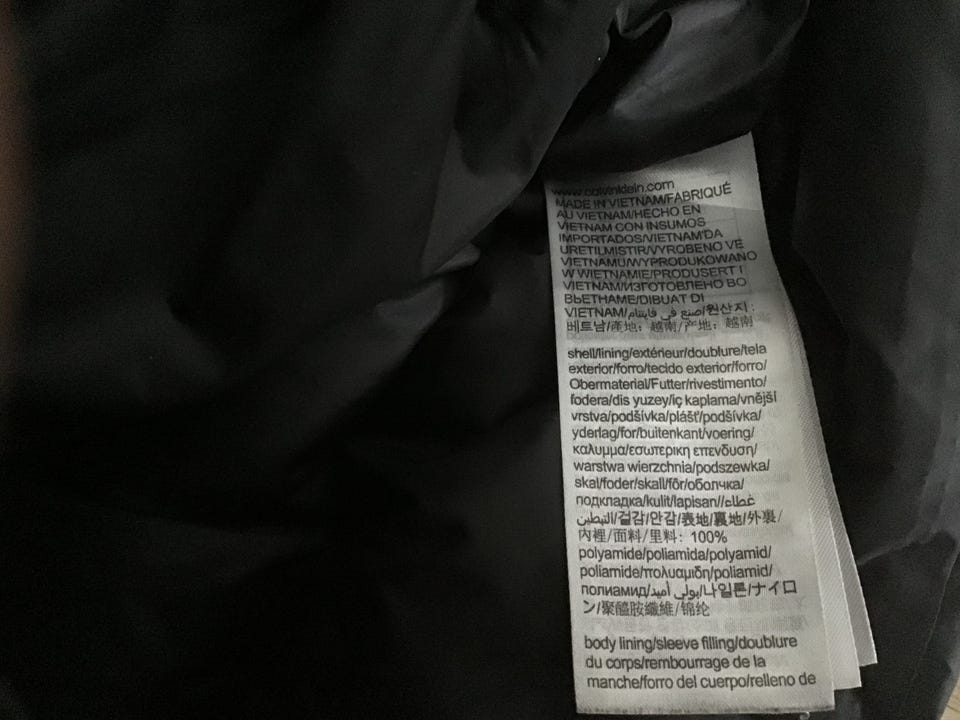 www.calvinklein.com
MADE IN VIETNAM/FABRIQUÉ
AU VIETNAM/HECHO EN
VIETNAM CON INSUMOS
IMPORTADOS/VIETNAM'DA
URETILMISTIR/VYROBENO VE
VIETNAMU/WYPRODUKOWANO
W WIETNAMIE/PRODUSERT I
VIETNAM/ИЗГОТОВЛЕНО ВО
ВЬЕТНАМЕ/DIBUAT DI
VIETNAM/صنع في فايتنام/원산지 :
베트남/產地：越南/产地：越南
shell/lining/extérieur/doublure/tela
exterior/forro/tecido exterior/forro/
Obermaterial/Futter/rivestimento/
fodera/dis yuzey/iç kaplama/vnější
vrstva/podšívka/plášť/podšívka/
yderlag/for/buitenkant/voering/
καλυμμα/εσωτερικη επενδυση/
warstwa wierzchnia/podszewka/
skal/foder/skall/fôr/оболчка/
подкладка/kulit/lapisan//غطاء
التبطين/겉감/안감/表地/裏地/外裏/
內裡/面料/里料: 100%
polyamide/poliamida/polyamid/
poliamide/πολυαμιδη/poliamid/
полиамид/بولي أميد/나일론/ナイロ
ン/聚醯胺纖維/锦纶
body lining/sleeve filling/doublure
du corps/rembourrage de la
manche/forro del cuerpo/relleno de